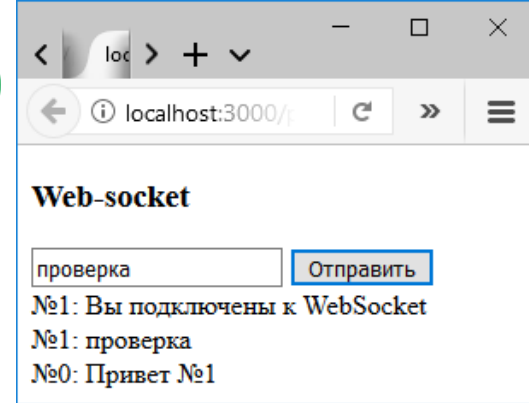 loc
localhost:3000/p
Web-socket
проверка Отправить
№1: Вы подключены к WebSocket
№1: проверка
№0: Привет №1